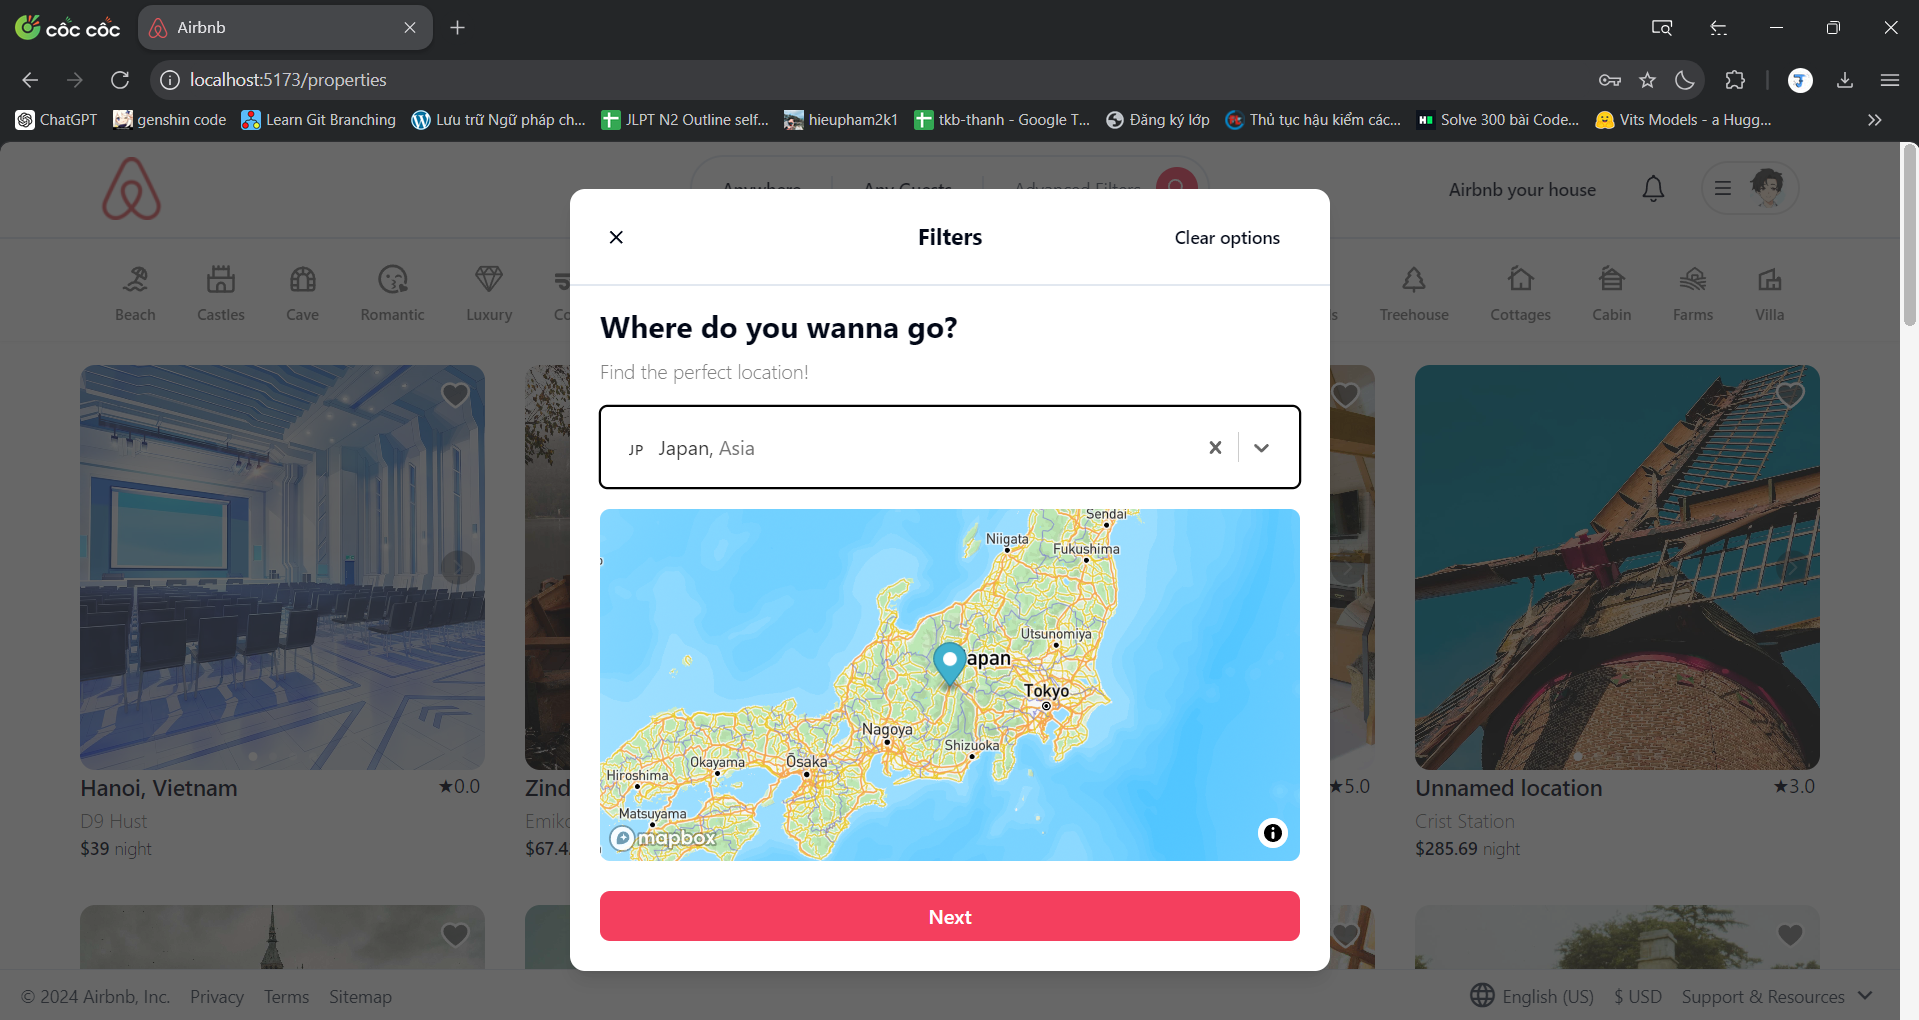 cốc cốc
Airbnb
localhost:5173/properties
ChatGPT
genshin code
Learn Git Branching
Lưu trữ Ngữ pháp ch...
JLPT N2 Outline self...
hieupham2k1
tkb-thanh - Google T...
Đăng ký lớp
Thủ tục hậu kiểm các...
Solve 300 bài Code...
Vits Models - a Hugg...
Anywhere
Any Guests
Advanced Filters
Airbnb your house
Filters
Clear options
Beach
Castles
Cave
Romantic
Luxury
Treehouse
Cottages
Cabin
Farms
Villa
Where do you wanna go?
Find the perfect location!
JP Japan, Asia
Sendai
Niigata
Fukushima
Utsunomiya
apan
Tokyo
Nagoya
Shizuoka
Ōsaka
Okayama
Hiroshima
Matsuyama
mapbox
Next
Hanoi, Vietnam
★0.0
D9 Hust
$39 night
Zind
Emiko
$67.4
★5.0
Unnamed location
★3.0
Crist Station
$285.69 night
© 2024 Airbnb, Inc.
Privacy
Terms
Sitemap
English (US)
$ USD
Support & Resources